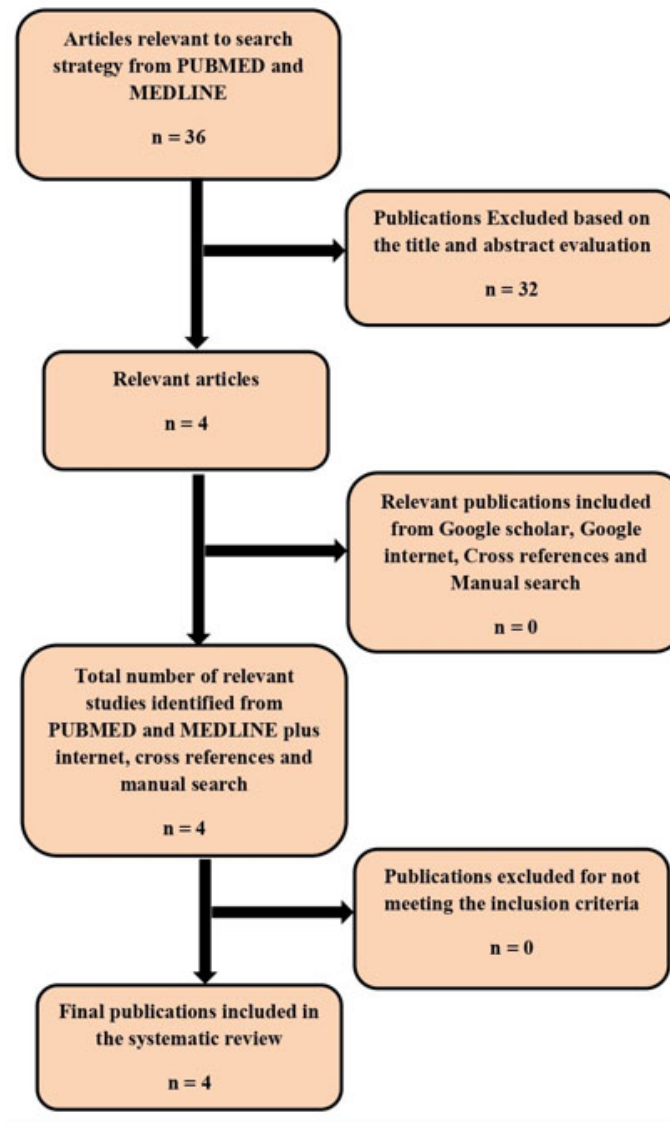 Articles relevant to search
strategy from PUBMED and
MEDLINE
n = 36
Publications Excluded based on
the title and abstract evaluation
n = 32
Relevant articles
n = 4
Relevant publications included
from Google scholar, Google
internet, Cross references and
Manual search
n = 0
Total number of relevant
studies identified from
PUBMED and MEDLINE plus
internet, cross references and
manual search
n = 4
Publications excluded for not
meeting the inclusion criteria
n = 0
Final publications included in
the systematic review
n = 4